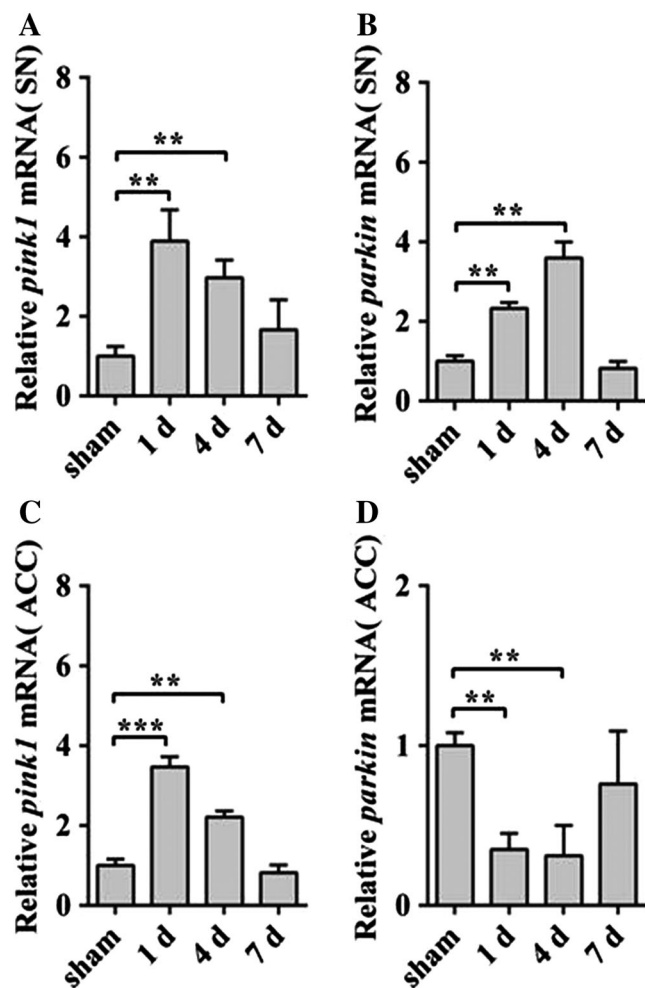 A
Relative pink1 mRNA( SN)
8
6
4
2
0
**
**
sham
1 d
4 d
7 d
B
Relative parkin mRNA( SN)
8
6
4
2
0
**
**
sham
1 d
4 d
7 d
C
Relative pink1 mRNA( ACC)
8
6
4
2
0
**
***
sham
1 d
4 d
7 d
D
Relative parkin mRNA( ACC)
2
1
0
**
**
sham
1 d
4 d
7 d